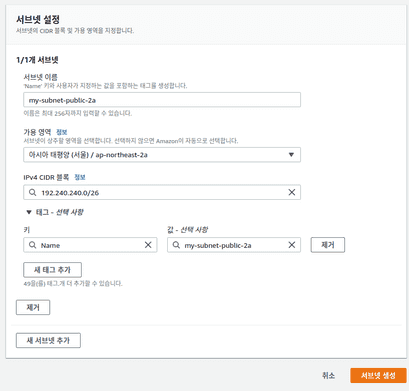 서브넷 설정
서브넷의 CIDR 블록 및 가용 영역을 지정합니다.
1/1개 서브넷
서브넷 이름
'Name' 키와 사용자가 지정하는 값을 포함하는 태그를 생성합니다.
my-subnet-public-2a
이름은 최대 256자까지 입력할 수 있습니다.
가용 영역 정보
서브넷이 상주할 영역을 선택합니다. 선택하지 않으면 Amazon이 자동으로 선택합니다.
아시아 태평양 (서울) / ap-northeast-2a
IPv4 CIDR 블록 정보
192.240.240.0/26
태그 - 선택 사항
키 값 - 선택 사항
Name my-subnet-public-2a 제거
새 태그 추가
49을(를) 태그.개 더 추가할 수 있습니다.
제거
새 서브넷 추가
취소 서브넷 생성